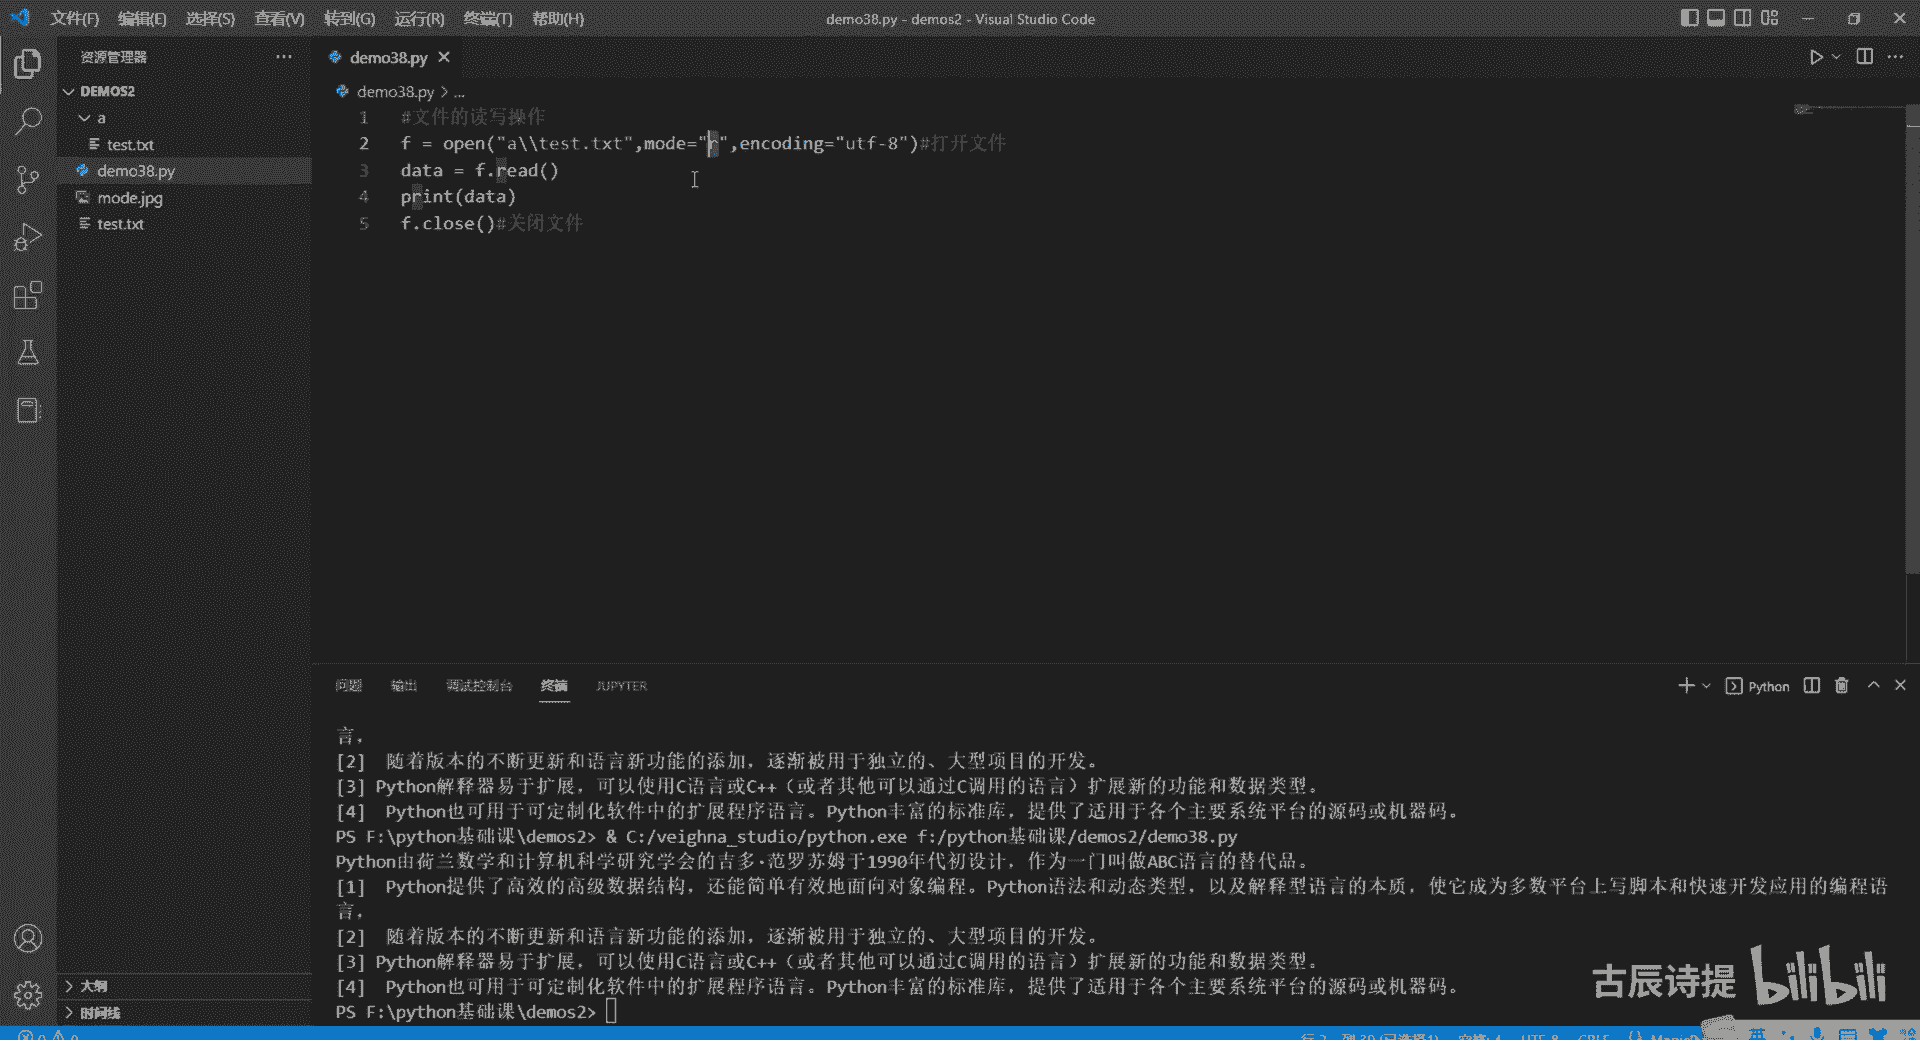 文件(F) 编辑(E) 选择(S) 查看(V) 转到(G) 运行(R) 终端(T) 帮助(H)
demo38.py - demos2 - Visual Studio Code
资源管理器
DEMOS2
a
test.txt
demo38.py
mode.jpg
test.txt
大纲
时间线
demo38.py
demo38.py > ...
1 #文件的读写操作
2 f = open("a\\test.txt",mode="r",encoding="utf-8")#打开文件
3 data = f.read()
4 print(data)
5 f.close()#关闭文件
问题 输出 调试控制台 终端 JUPYTER
Python
言,
[2]  随着版本的不断更新和语言新功能的添加，逐渐被用于独立的、大型项目的开发。
[3] Python解释器易于扩展，可以使用C语言或C++（或者其他可以通过C调用的语言）扩展新的功能和数据类型。
[4]  Python也可用于可定制化软件中的扩展程序语言。Python丰富的标准库，提供了适用于各个主要系统平台的源码或机器码。
PS F:\python基础课\demos2> & C:/veighna_studio/python.exe f:/python基础课/demos2/demo38.py
Python由荷兰数学和计算机科学研究学会的吉多·范罗苏姆于1990年代初设计，作为一门叫做ABC语言的替代品。
[1]  Python提供了高效的高级数据结构，还能简单有效地面向对象编程。Python语法和动态类型，以及解释型语言的本质，使它成为多数平台上写脚本和快速开发应用的编程语
言,
[2]  随着版本的不断更新和语言新功能的添加，逐渐被用于独立的、大型项目的开发。
[3] Python解释器易于扩展，可以使用C语言或C++（或者其他可以通过C调用的语言）扩展新的功能和数据类型。
[4]  Python也可用于可定制化软件中的扩展程序语言。Python丰富的标准库，提供了适用于各个主要系统平台的源码或机器码。
PS F:\python基础课\demos2>
古辰诗提 bilibili